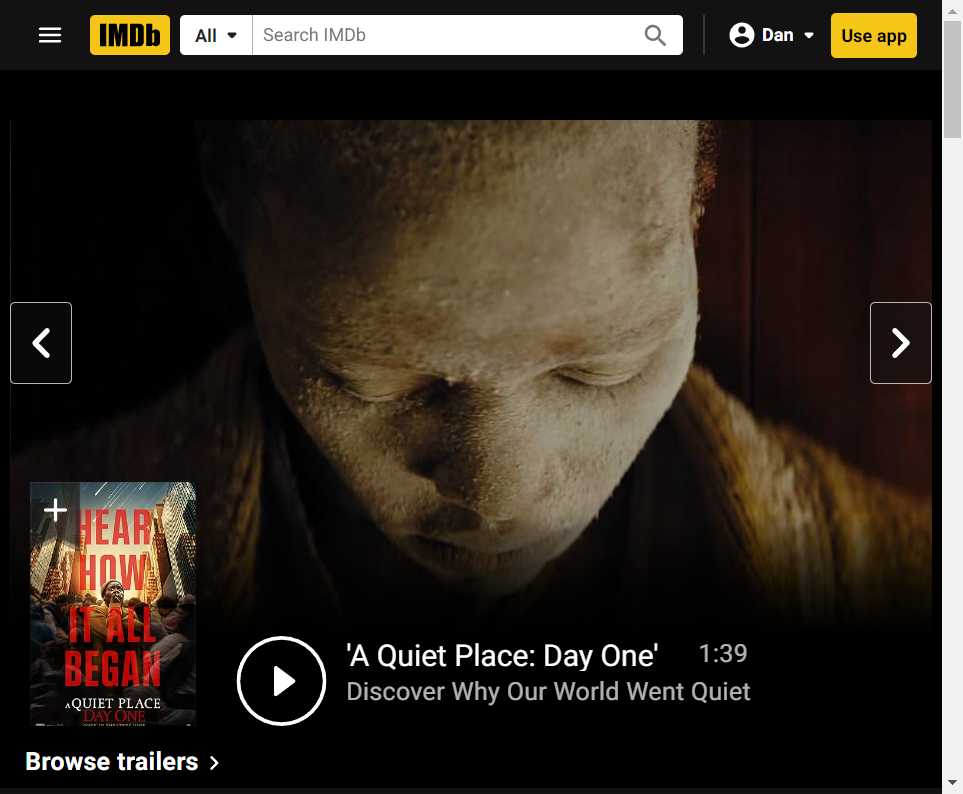 IMDb
All
Search IMDb
Dan
Use app
HEAR
HOW
IT ALL
BEGAN
A QUIET PLACE
DAY ONE
'A Quiet Place: Day One' 1:39
Discover Why Our World Went Quiet
Browse trailers